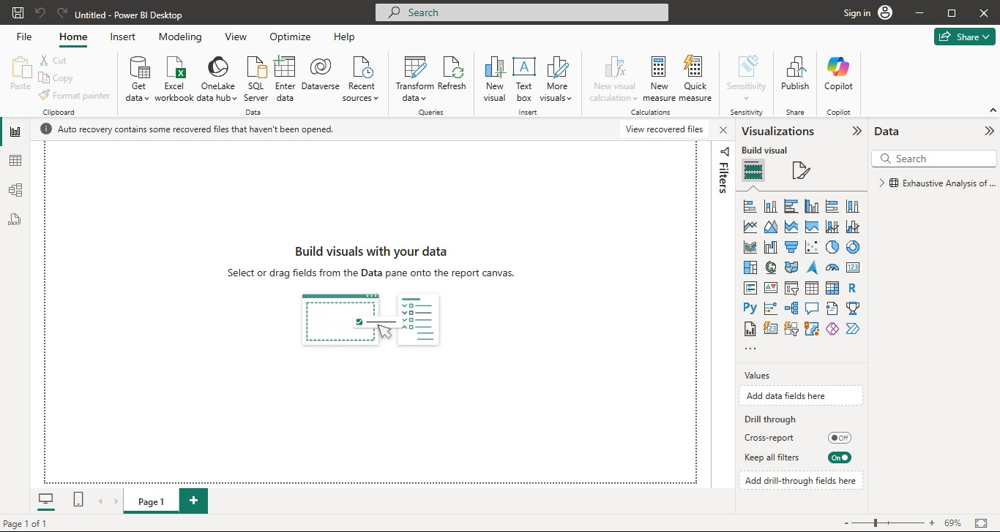 Untitled - Power BI Desktop
Search
Sign in
File
Home
Insert
Modeling
View
Optimize
Help
Share
Paste
Cut
Copy
Format painter
Get data
Excel workbook
OneLake data hub
SQL Server
Enter data
Dataverse
Recent sources
Transform data
Refresh
New visual
Text box
More visuals
New visual calculation
New measure
Quick measure
Sensitivity
Publish
Copilot
Clipboard
Data
Queries
Insert
Calculations
Sensitivity
Share
Copilot
Auto recovery contains some recovered files that haven't been opened.
View recovered files
Build visuals with your data
Select or drag fields from the Data pane onto the report canvas.
Filters
Visualizations
Build visual
Values
Add data fields here
Drill through
Cross-report
Off
Keep all filters
On
Add drill-through fields here
Data
Search
Exhaustive Analysis of ...
Page 1
Page 1 of 1
69%